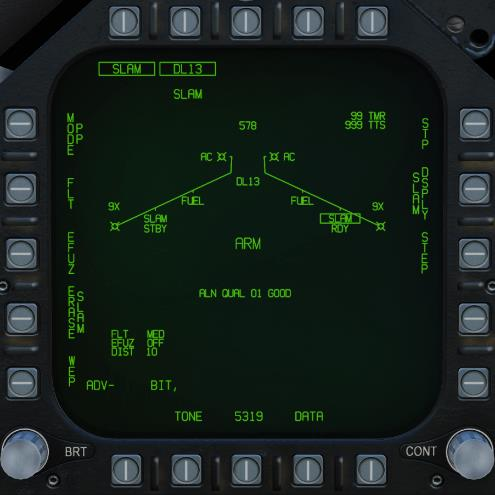 SLAM DL13
SLAM
99 TMR
999 TTS
578
MODE
PP
STP
AC AC
DL13
FLT
DSPLY
SLAM
FUEL FUEL
9X 9X
SLAM SLAM
STBY RDY
EFUZ
ARM
STEP
ERASE
SLAM
ALN QUAL 01 GOOD
FLT MED
EFUZ OFF
DIST 10
WEP
ADV- BIT,
TONE 5319 DATA
BRT CONT